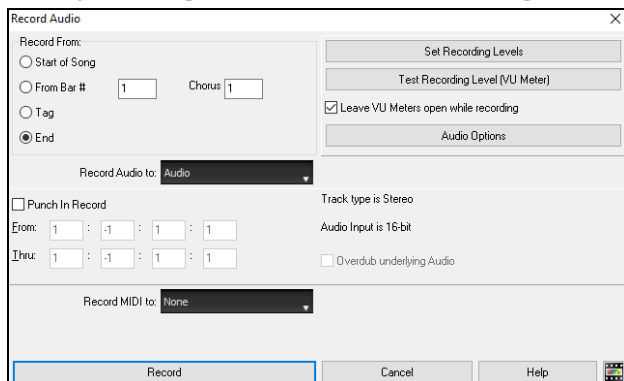 Record Audio
Record From:
Start of Song
From Bar # 1 Chorus 1
Tag
End
Set Recording Levels
Test Recording Level (VU Meter)
Leave VU Meters open while recording
Audio Options
Record Audio to: Audio
Punch In Record
From: 1 : -1 : 1 : 1
Thru: 1 : -1 : 1 : 1
Track type is Stereo
Audio Input is 16-bit
Overdub underlying Audio
Record MIDI to: None
Record Cancel Help